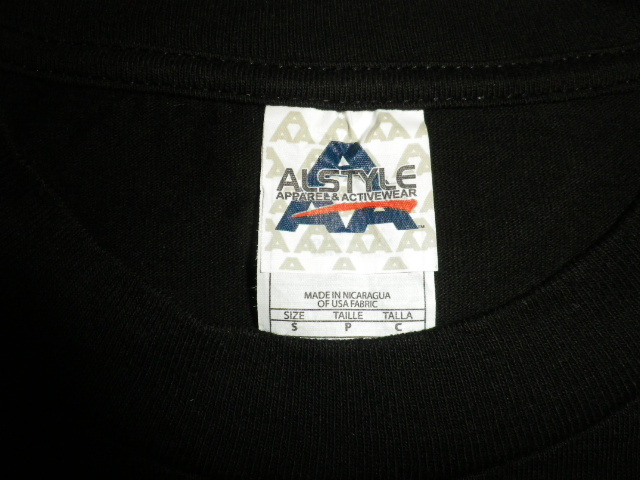 ALSTYLE
APPAREL & ACTIVEWEAR
MADE IN NICARAGUA
OF USA FABRIC
SIZE TAILLE TALLA
S P C